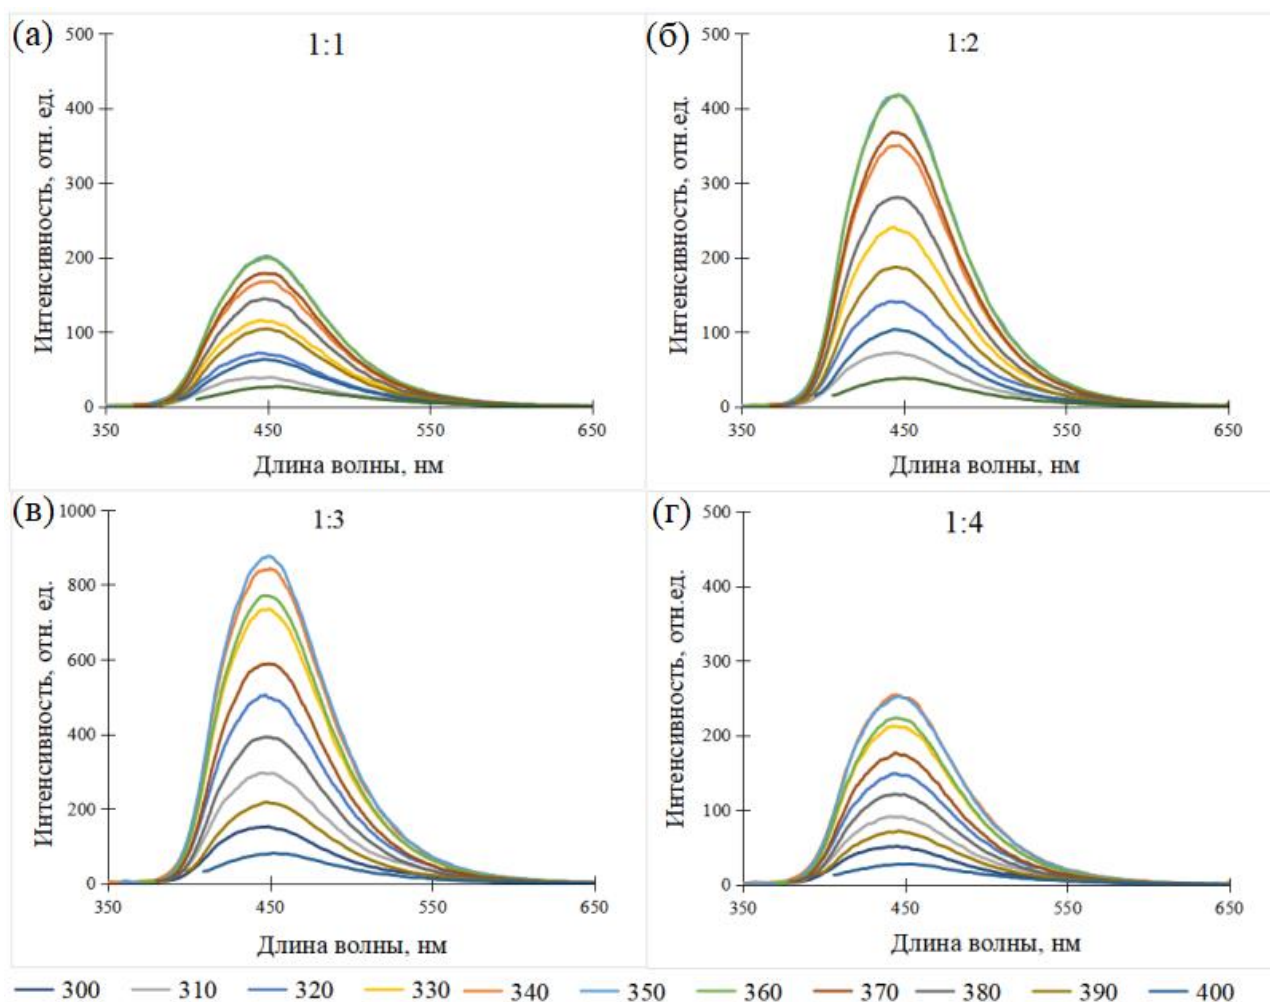 (а)
1:1
500
400
300
200
100
0
350 450 550 650
Интенсивность, отн. ед.
Длина волны, нм
(б)
1:2
500
400
300
200
100
0
350 450 550 650
Интенсивность, отн.ед.
Длина волны, нм
(в)
1:3
1000
800
600
400
200
0
350 450 550 650
Интенсивность, отн. ед.
Длина волны, нм
(г)
1:4
500
400
300
200
100
0
350 450 550 650
Интенсивность, отн.ед.
Длина волны, нм
300 310 320 330 340 350 360 370 380 390 400